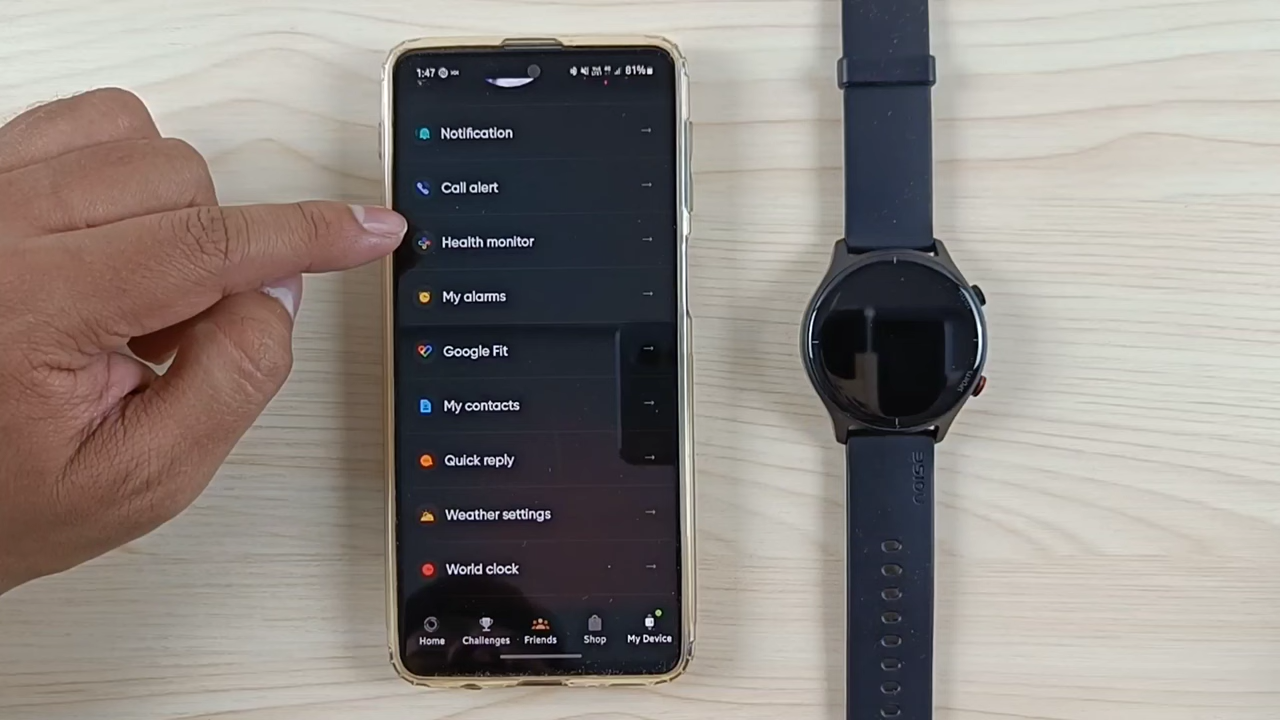 1:47
81%
Notification
Call alert
Health monitor
My alarms
Google Fit
My contacts
Quick reply
Weather settings
World clock
Home
Challenges
Friends
Shop
My Device
SPORTS
NOISE